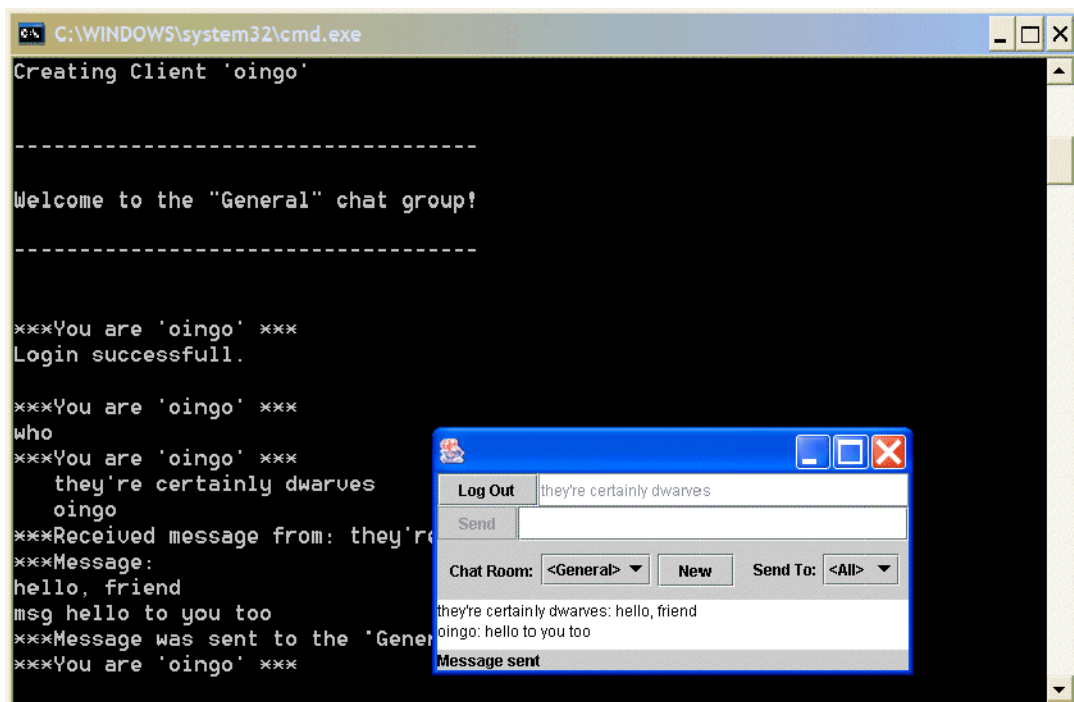 C:\WINDOWS\system32\cmd.exe
Creating Client 'oingo'
------------------------------------
Welcome to the "General" chat group!
------------------------------------
***You are 'oingo' ***
Login successfull.
***You are 'oingo' ***
who
***You are 'oingo' ***
they're certainly dwarves
oingo
***Received message from: they're
***Message:
hello, friend
msg hello to you too
***Message was sent to the 'Gener
***You are 'oingo' ***
Log Out they're certainly dwarves
Send
Chat Room: <General> New Send To: <All>
they're certainly dwarves: hello, friend
oingo: hello to you too
Message sent